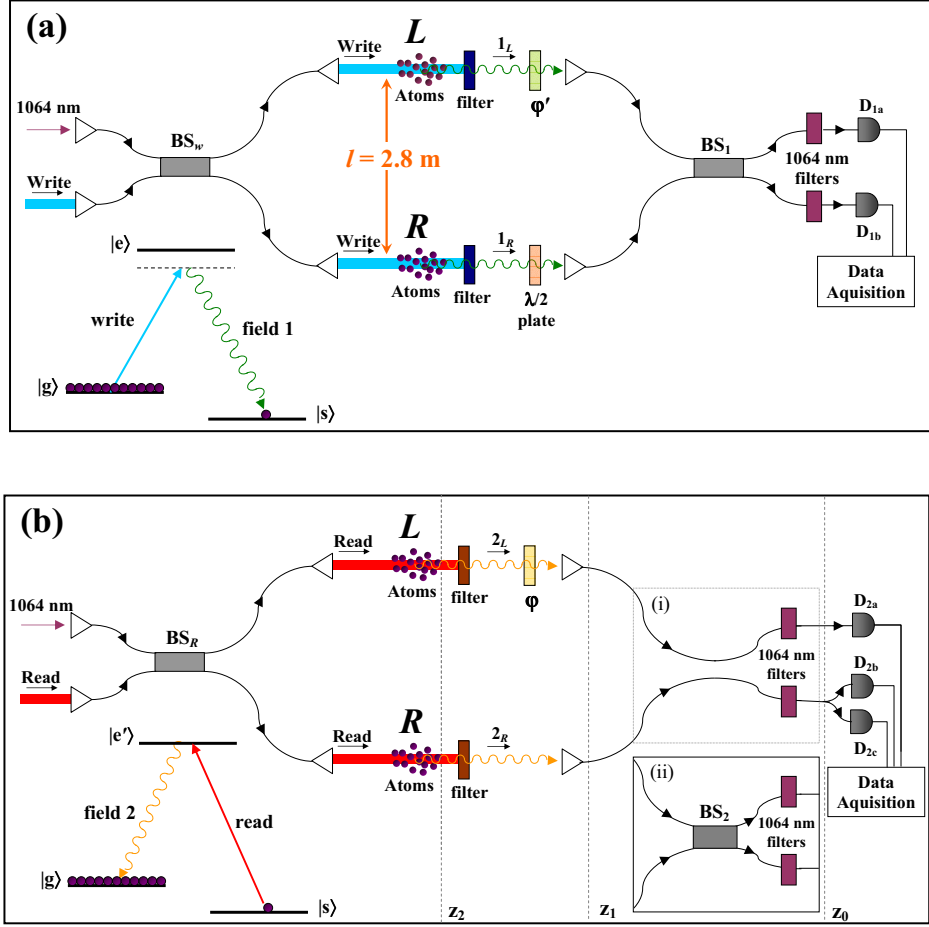 (a)
L
Write
1_L
Atoms
filter
φ′
1064 nm
BS_w
BS_1
D_1a
1064 nm
filters
l = 2.8 m
Write
D_1b
R
Write
1_R
|e⟩
Atoms
filter
λ/2
plate
Data
Aquisition
write
field 1
|g⟩
|s⟩
(b)
L
Read
2_L
Atoms
filter
φ
1064 nm
(i)
D_2a
BS_R
1064 nm
filters
D_2b
Read
R
D_2c
|e′⟩
Read
2_R
Atoms
filter
(ii)
Data
Aquisition
field 2
read
BS_2
1064 nm
filters
|g⟩
|s⟩
z_2
z_1
z_0